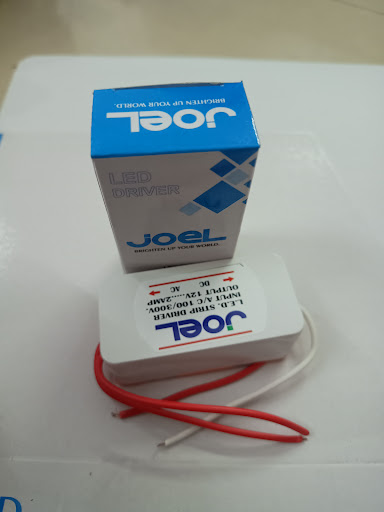 JOEL
BRIGHTEN UP YOUR WORLD.
LED
DRIVER
JOEL
BRIGHTEN UP YOUR WORLD.
JOEL
L.E.D. STRIP DRIVER
INPUT A/C 100/300V.
OUTPUT 12V.....2AMP
DC AC